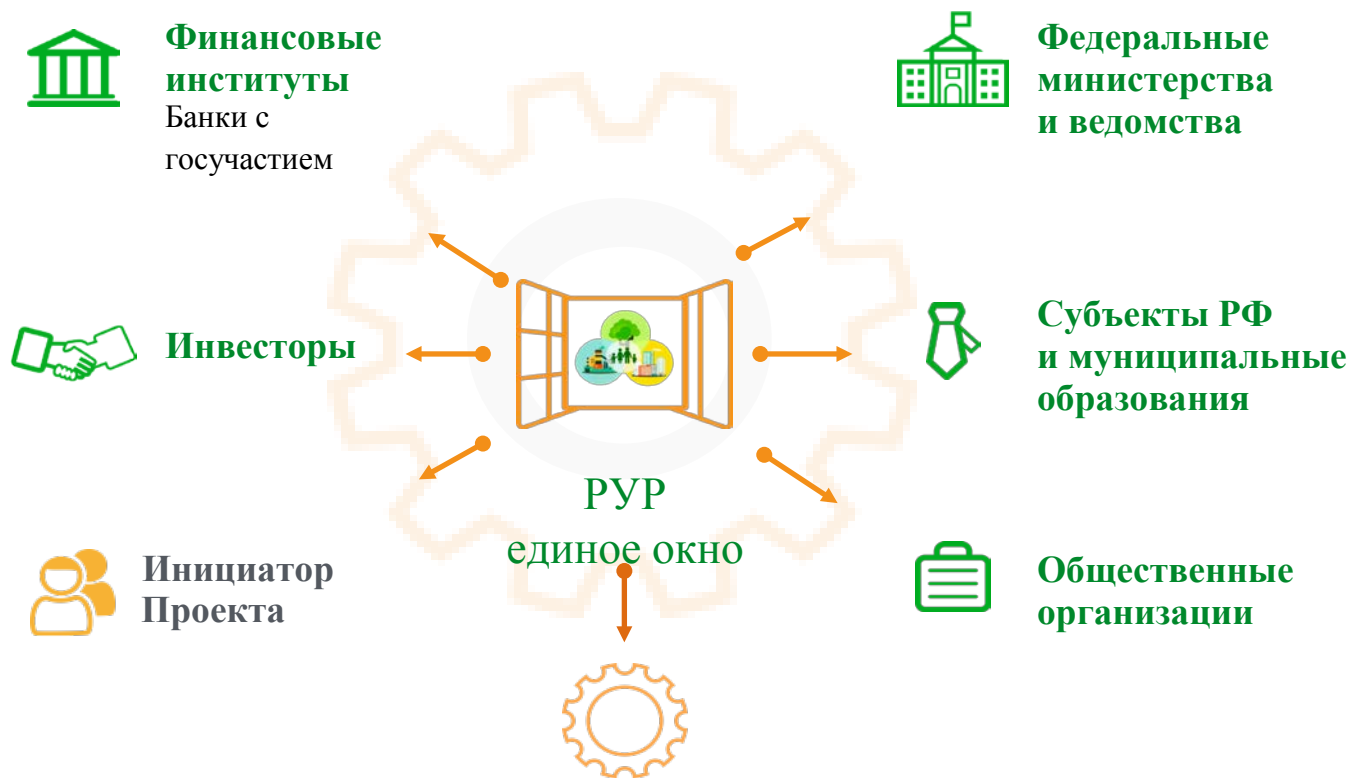 Финансовые
институты
Банки с
госучастием
Федеральные
министерства
и ведомства
Инвесторы
Субъекты РФ
и муниципальные
образования
РУР
единое окно
Инициатор
Проекта
Общественные
организации